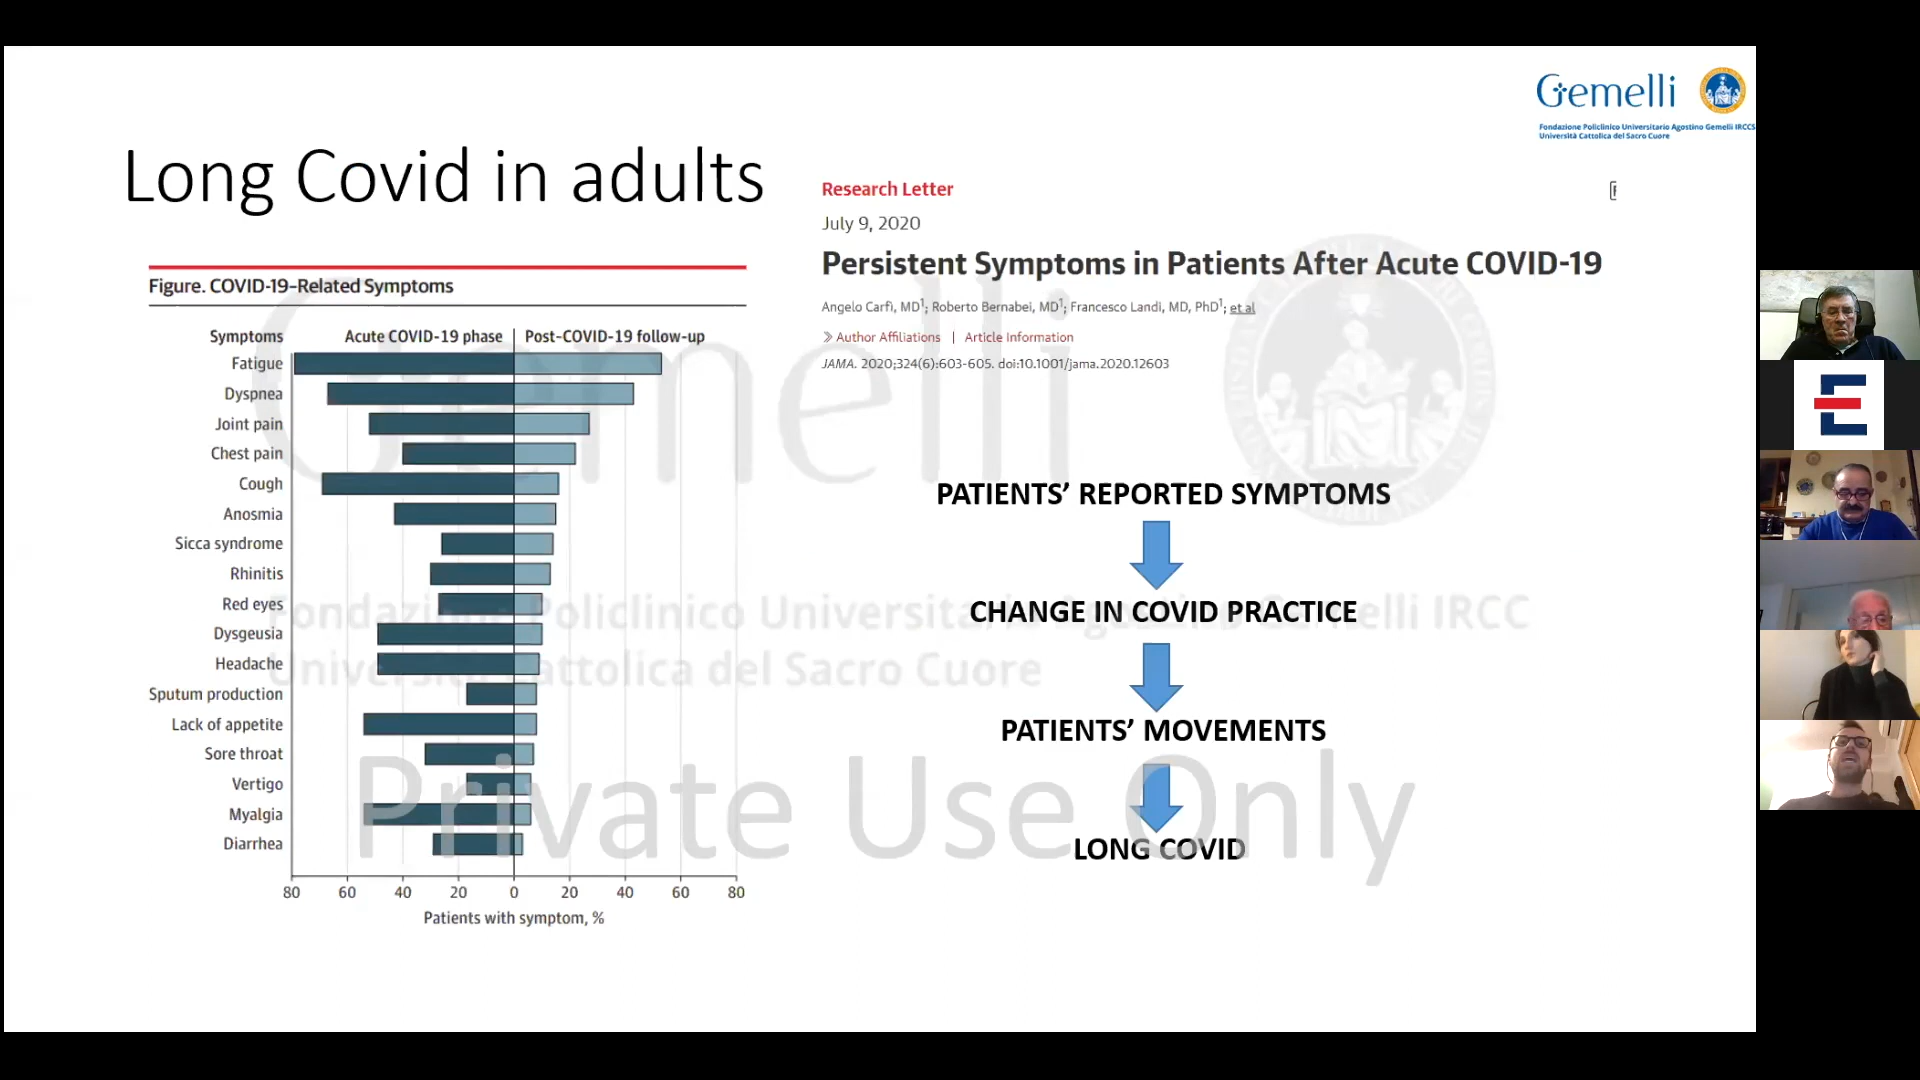 Gemelli
Fondazione Policlinico Universitario Agostino Gemelli IRCCS
Università Cattolica del Sacro Cuore
Long Covid in adults
Research Letter
July 9, 2020
Persistent Symptoms in Patients After Acute COVID-19
Angelo Carfì, MD1; Roberto Bernabei, MD1; Francesco Landi, MD, PhD1; et al
Author Affiliations | Article Information
JAMA. 2020;324(6):603-605. doi:10.1001/jama.2020.12603
Figure. COVID-19–Related Symptoms
Symptoms Acute COVID-19 phase Post-COVID-19 follow-up
Fatigue
Dyspnea
Joint pain
Chest pain
Cough
Anosmia
Sicca syndrome
Rhinitis
Red eyes
Dysgeusia
Headache
Sputum production
Lack of appetite
Sore throat
Vertigo
Myalgia
Diarrhea
80 60 40 20 0 20 40 60 80
Patients with symptom, %
PATIENTS’ REPORTED SYMPTOMS
CHANGE IN COVID PRACTICE
PATIENTS’ MOVEMENTS
LONG COVID
Gemelli
Fondazione Policlinico Universitario Agostino Gemelli IRCC
Università Cattolica del Sacro Cuore
Private Use Only
E